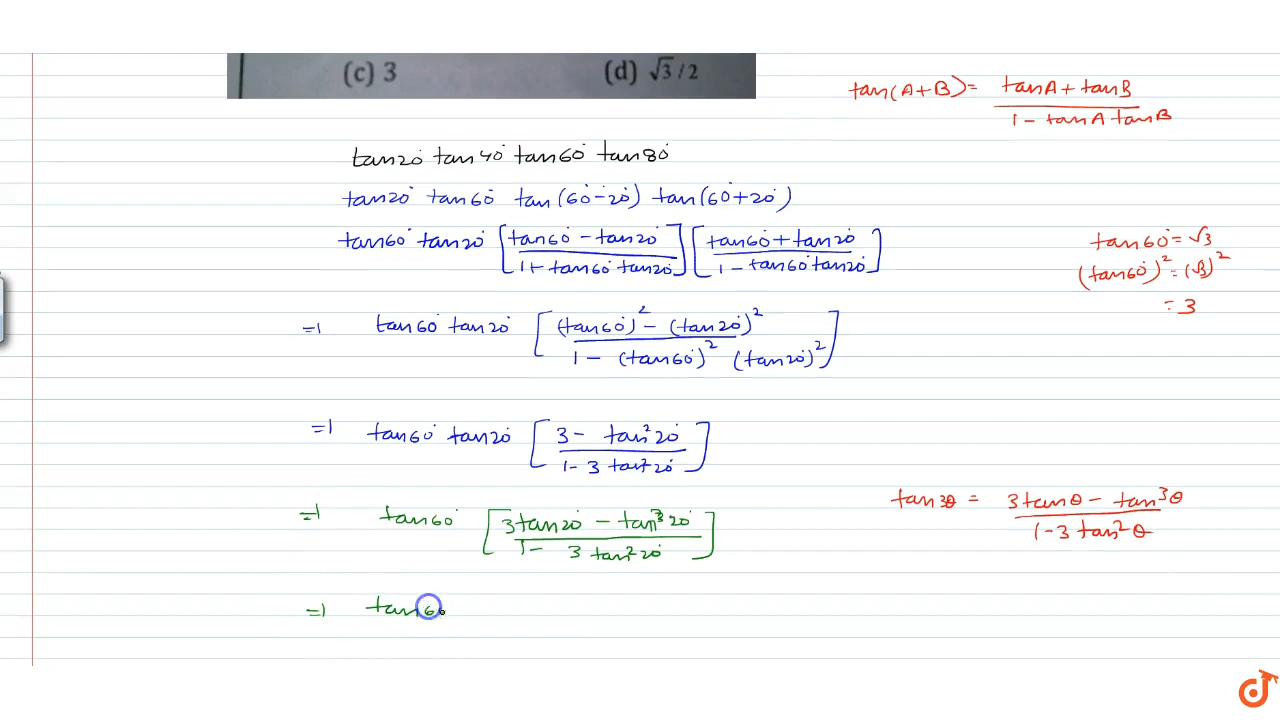 (c) 3 (d) √3 / 2
tan(A+B) = (tanA + tanB)/(1 - tanA tanB)
tan20° tan40° tan60° tan80°
tan20° tan60° tan(60°-20°) tan(60°+20°)
tan60° tan20° [(tan60° - tan20°)/(1 + tan60° tan20°)] [(tan60° + tan20°)/(1 - tan60° tan20°)]
tan60° = √3
(tan60°)² = (√3)²
= 3
⇒ tan60° tan20° [((tan60°)² - (tan20°)²)/(1 - (tan60°)² (tan20°)²)]
⇒ tan60° tan20° [(3 - tan²20°)/(1 - 3 tan²20°)]
⇒ tan60° [(3tan20° - tan³20°)/(1 - 3 tan²20°)]
tan3θ = (3tanθ - tan³θ)/(1 - 3 tan²θ)
⇒ tan60